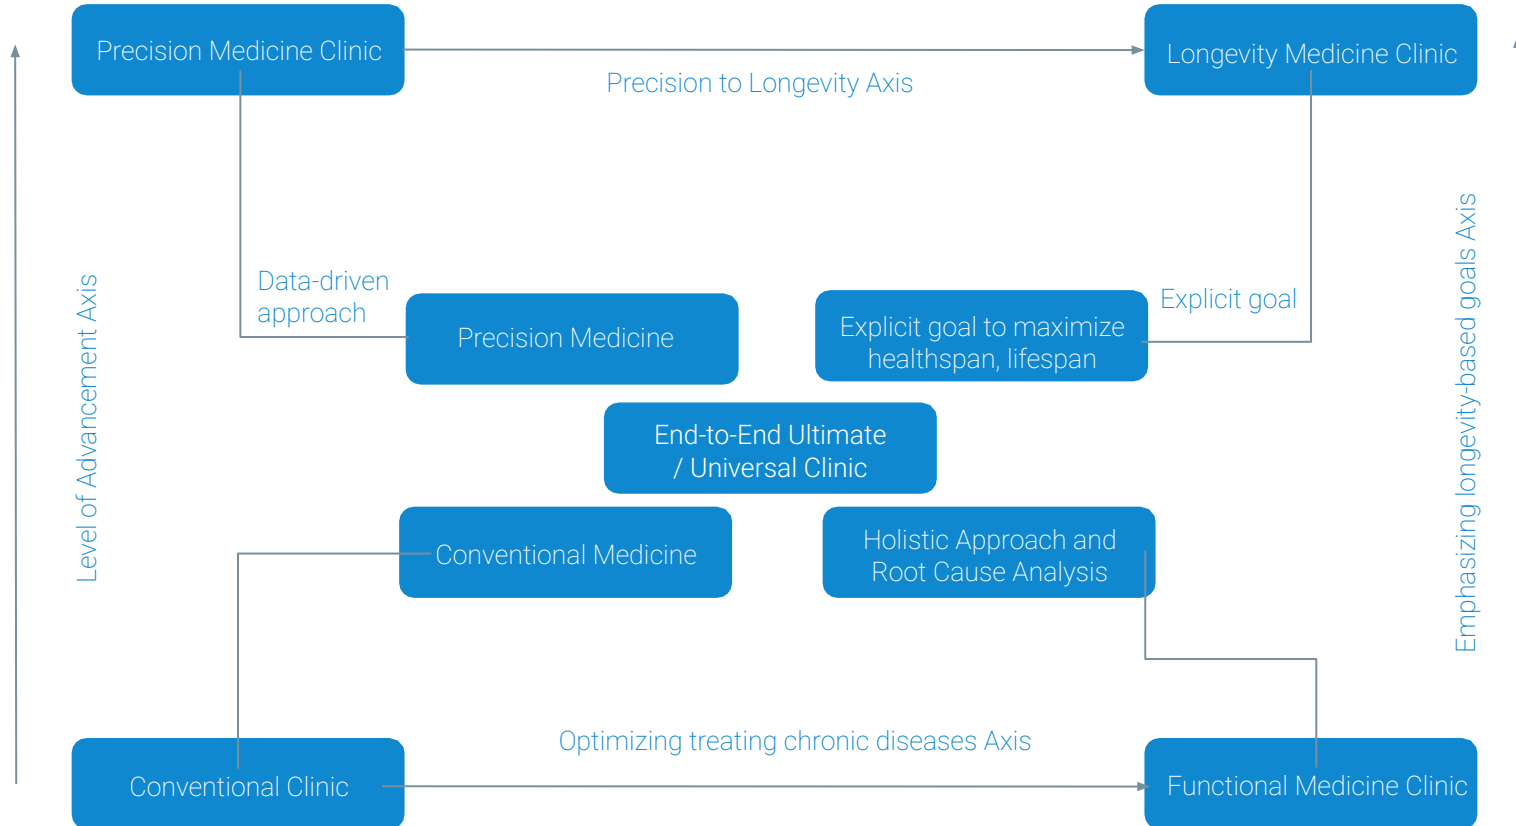 Precision Medicine Clinic
Longevity Medicine Clinic
Precision to Longevity Axis
Data-driven
approach
Explicit goal
Precision Medicine
Explicit goal to maximize
healthspan, lifespan
Level of Advancement Axis
Emphasizing longevity-based goals Axis
End-to-End Ultimate
/ Universal Clinic
Conventional Medicine
Holistic Approach and
Root Cause Analysis
Optimizing treating chronic diseases Axis
Conventional Clinic
Functional Medicine Clinic